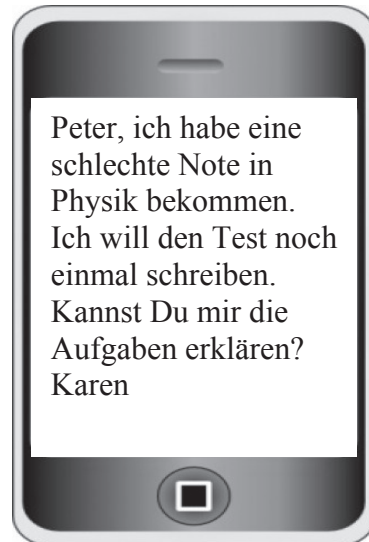 Peter, ich habe eine
schlechte Note in
Physik bekommen.
Ich will den Test noch
einmal schreiben.
Kannst Du mir die
Aufgaben erklären?
Karen